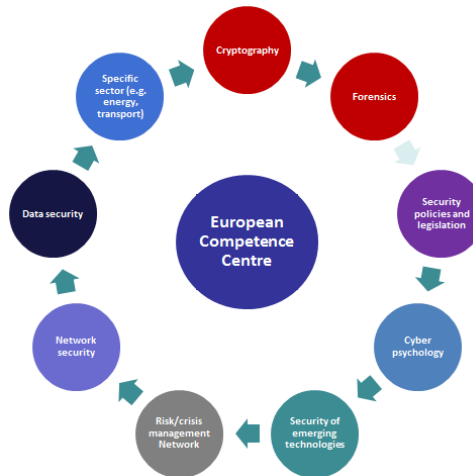 Cryptography
Forensics
Security
policies and
legislation
Cyber
psychology
Security of
emerging
technologies
Risk/crisis
management
Network
Network
security
Data security
Specific
sector (e.g.
energy,
transport)
European
Competence
Centre